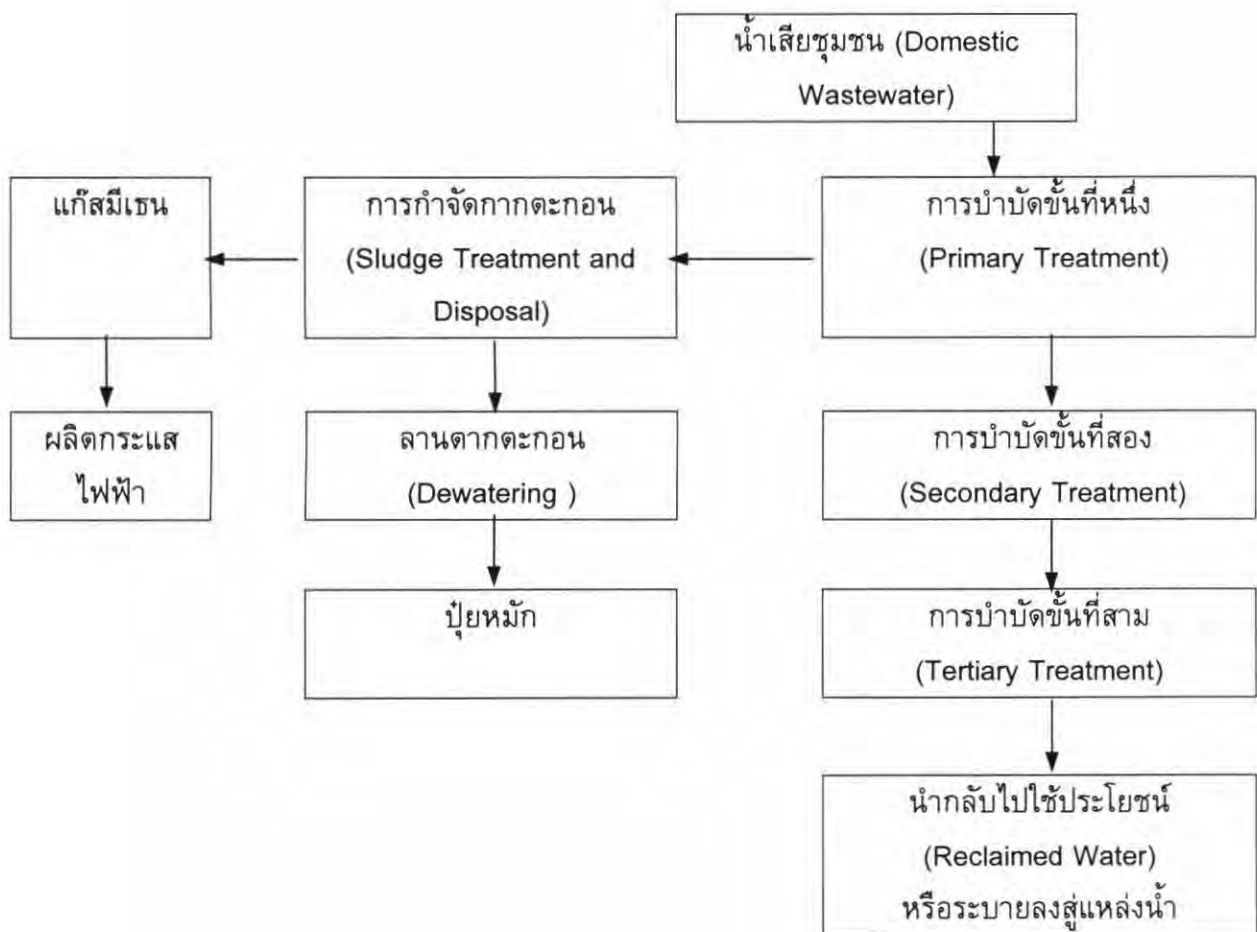 น้ำเสียชุมชน (Domestic
Wastewater)
แก๊สมีเธน
การกำจัดกากตะกอน
(Sludge Treatment and
Disposal)
การบำบัดขั้นที่หนึ่ง
(Primary Treatment)
ผลิตกระแส
ไฟฟ้า
ลานตากตะกอน
(Dewatering )
การบำบัดขั้นที่สอง
(Secondary Treatment)
ปุ๋ยหมัก
การบำบัดขั้นที่สาม
(Tertiary Treatment)
นำกลับไปใช้ประโยชน์
(Reclaimed Water)
หรือระบายลงสู่แหล่งน้ำ